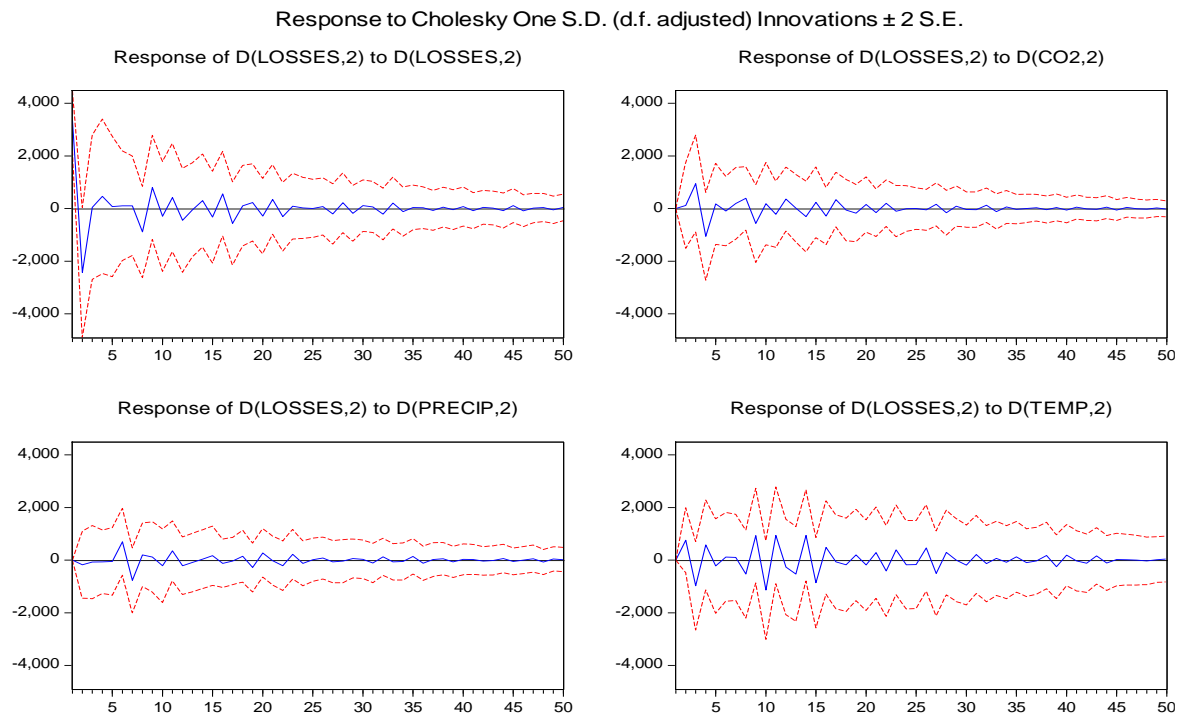 Response to Cholesky One S.D. (d.f. adjusted) Innovations ± 2 S.E.
Response of D(LOSSES,2) to D(LOSSES,2)
4,000
2,000
0
-2,000
-4,000
5 10 15 20 25 30 35 40 45 50
Response of D(LOSSES,2) to D(CO2,2)
4,000
2,000
0
-2,000
-4,000
5 10 15 20 25 30 35 40 45 50
Response of D(LOSSES,2) to D(PRECIP,2)
4,000
2,000
0
-2,000
-4,000
5 10 15 20 25 30 35 40 45 50
Response of D(LOSSES,2) to D(TEMP,2)
4,000
2,000
0
-2,000
-4,000
5 10 15 20 25 30 35 40 45 50